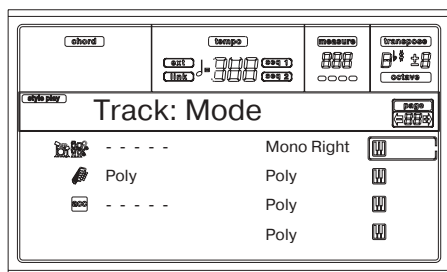 chord tempo measure transpose
ext seq 1
link seq 2
octave
style play Track: Mode page
- - - - - Mono Right
Poly Poly
acc - - - - - Poly
Poly